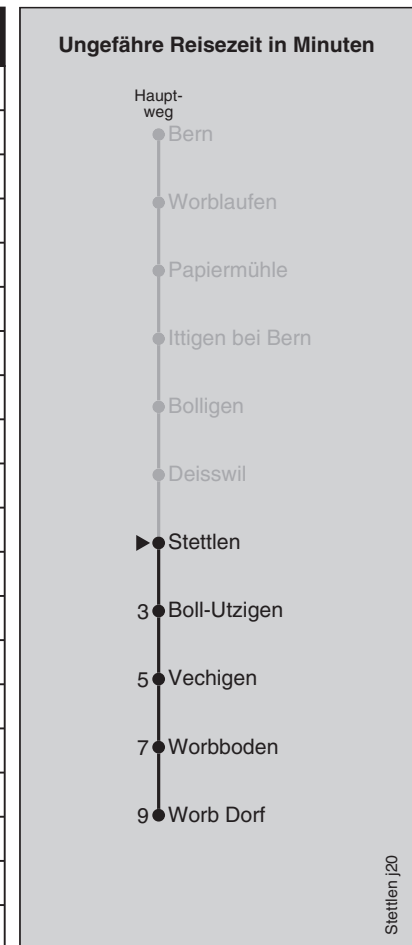 Ungefähre Reisezeit in Minuten
Haupt-
weg
Bern
Worblaufen
Papiermühle
Ittigen bei Bern
Bolligen
Deisswil
Stettlen
3 Boll-Utzigen
5 Vechigen
7 Worbboden
9 Worb Dorf
Stettlen j20